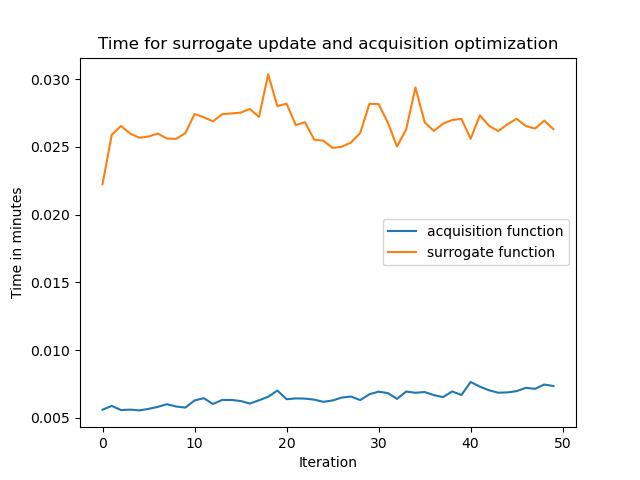 Time for surrogate update and acquisition optimization
0.030
0.025
0.020
0.015
0.010
0.005
Time in minutes
acquisition function
surrogate function
0
10
20
30
40
50
Iteration